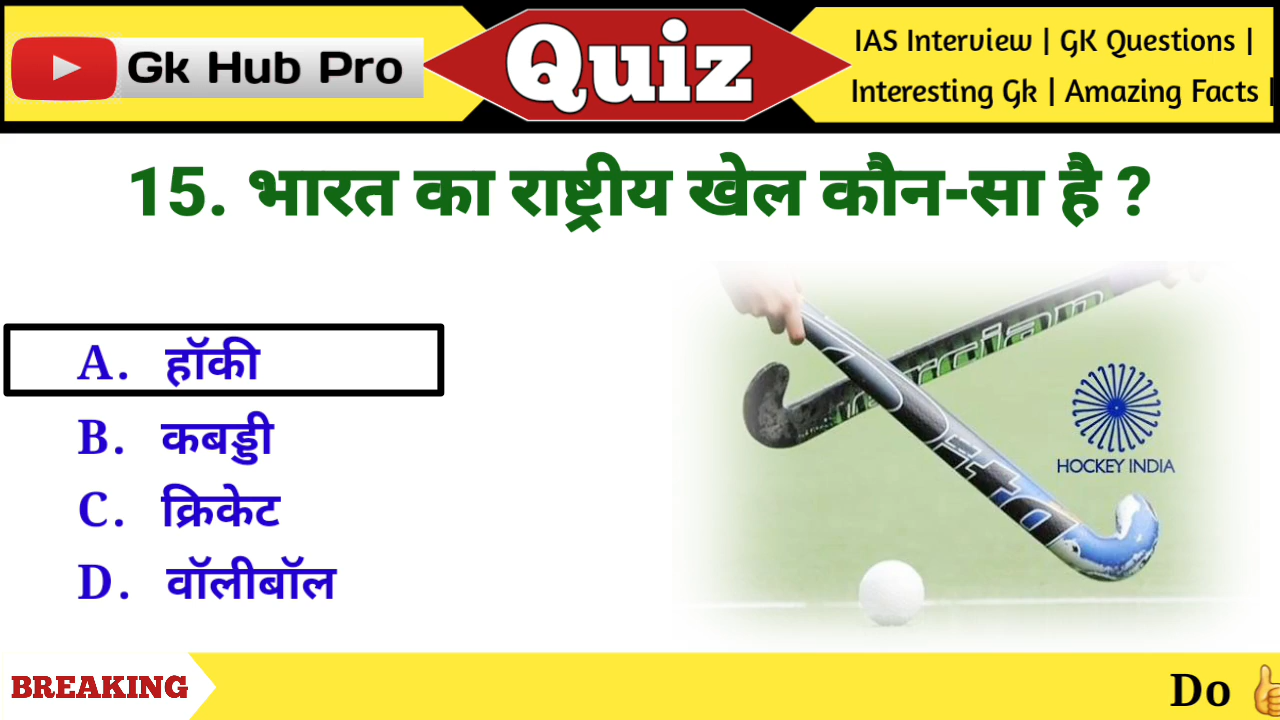 Gk Hub Pro
Quiz
IAS Interview | GK Questions |
Interesting Gk | Amazing Facts |
15. भारत का राष्ट्रीय खेल कौन-सा है ?
A. हॉकी
B. कबड्डी
C. क्रिकेट
D. वॉलीबॉल
HOCKEY INDIA
BREAKING
Do 👍